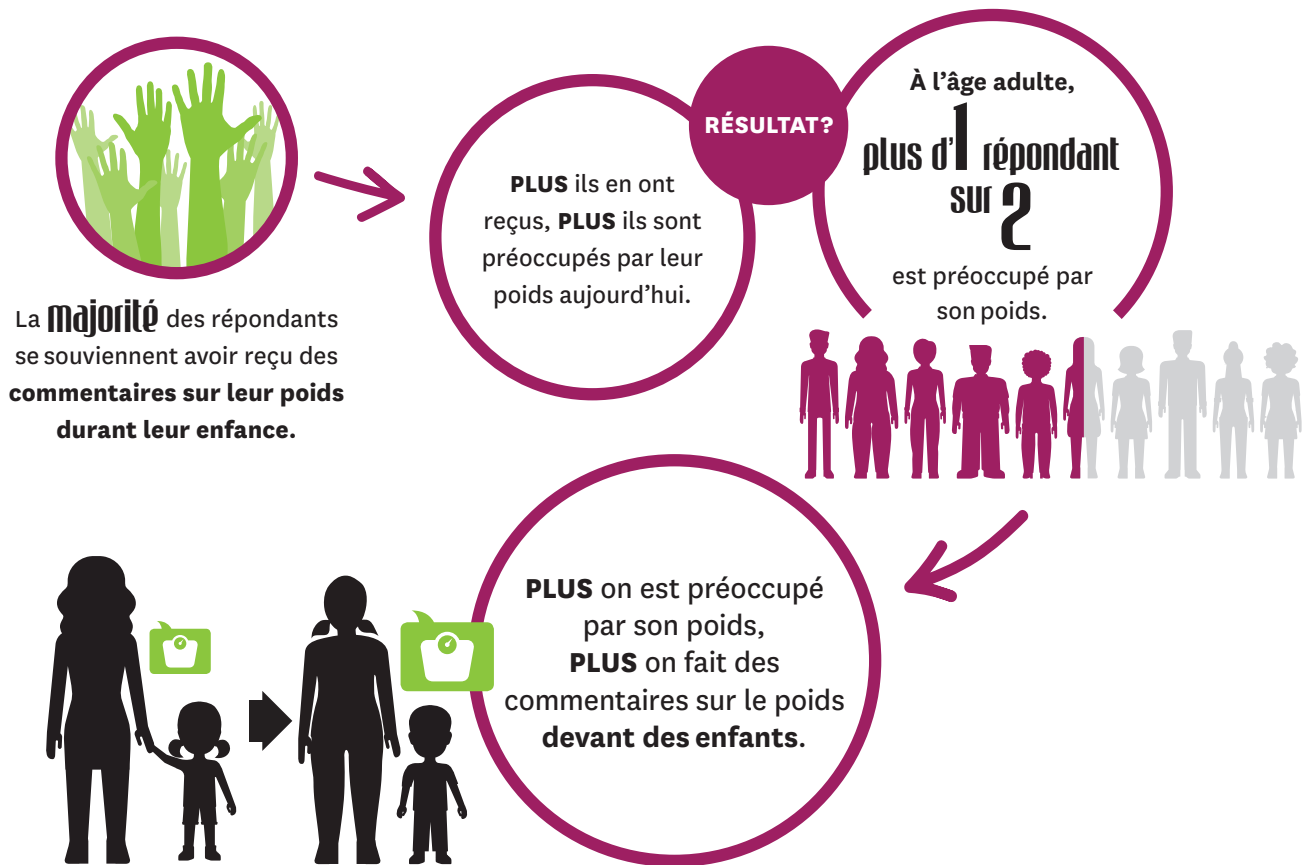 La majorité des répondants
se souviennent avoir reçu des
commentaires sur leur poids
durant leur enfance.
PLUS ils en ont
reçus, PLUS ils sont
préoccupés par leur
poids aujourd’hui.
RÉSULTAT?
À l’âge adulte,
plus d’1 répondant
sur 2
est préoccupé par
son poids.
PLUS on est préoccupé
par son poids,
PLUS on fait des
commentaires sur le poids
devant des enfants.